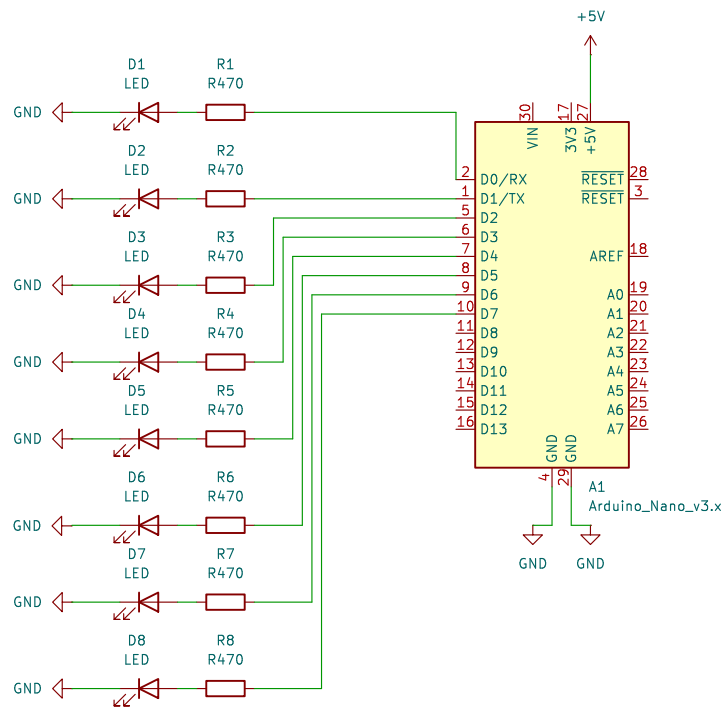 +5V
D1
LED
R1
R470
GND
D2
LED
R2
R470
GND
D3
LED
R3
R470
GND
D4
LED
R4
R470
GND
D5
LED
R5
R470
GND
D6
LED
R6
R470
GND
D7
LED
R7
R470
GND
D8
LED
R8
R470
GND
30 VIN
17 3V3
27 +5V
2 D0/RX
1 D1/TX
5 D2
6 D3
7 D4
8 D5
9 D6
10 D7
11 D8
12 D9
13 D10
14 D11
15 D12
16 D13
RESET 28
RESET 3
AREF 18
A0 19
A1 20
A2 21
A3 22
A4 23
A5 24
A6 25
A7 26
GND 4
GND 29
A1
Arduino_Nano_v3.x
GND
GND